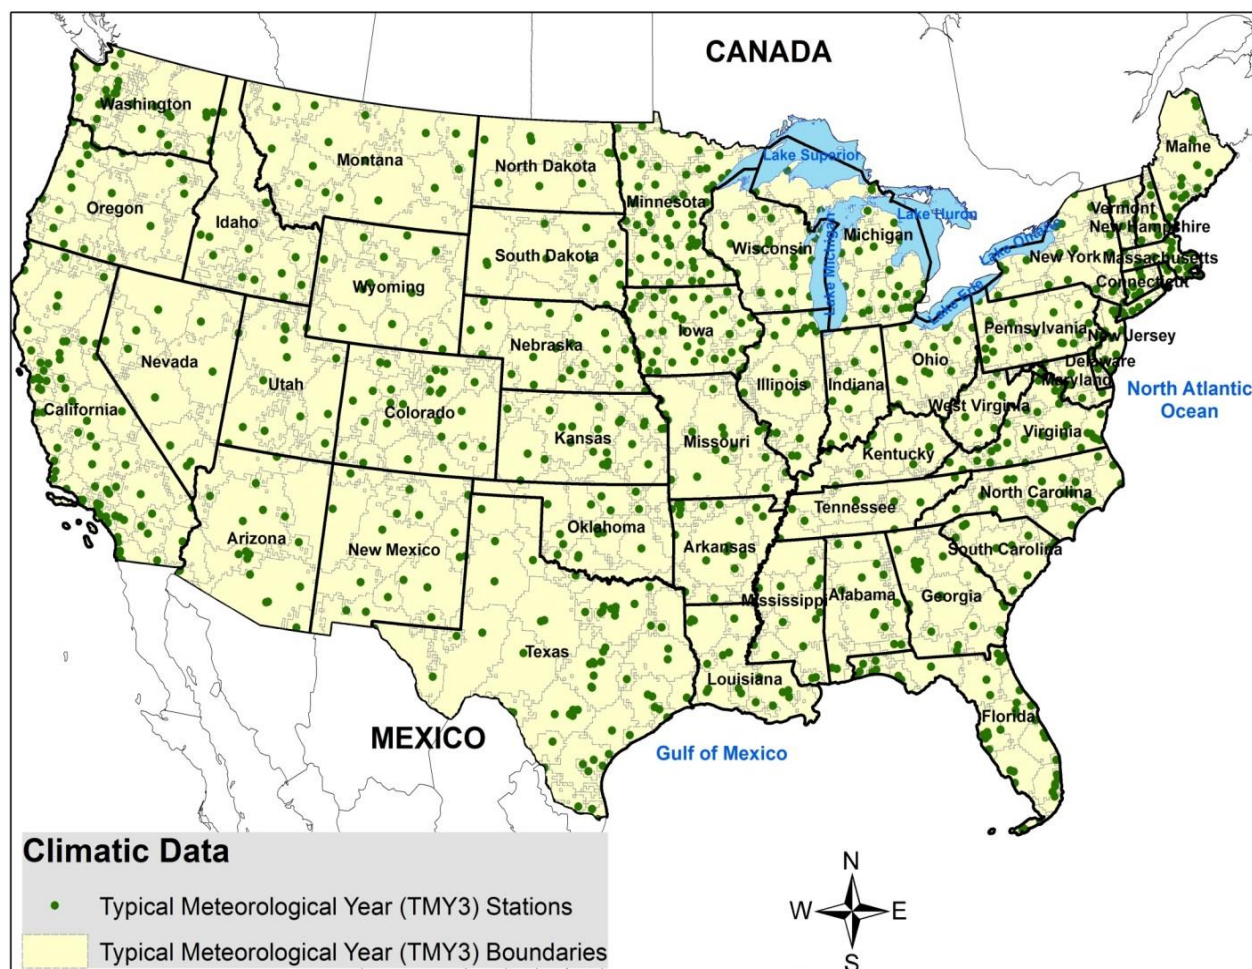 CANADA
Washington
Montana
North Dakota
Minnesota
Lake Superior
Maine
Oregon
Idaho
South Dakota
Wisconsin
Michigan
Lake Huron
Vermont
New Hampshire
Lake Ontario
New York
Massachusetts
Connecticut
Wyoming
Lake Michigan
Lake Erie
Iowa
Nebraska
Pennsylvania
New Jersey
Nevada
Utah
Colorado
Illinois
Indiana
Ohio
Delaware
Maryland
California
Kansas
Missouri
West Virginia
Virginia
Kentucky
North Atlantic
Ocean
Arizona
New Mexico
Oklahoma
Arkansas
Tennessee
North Carolina
South Carolina
Mississippi
Alabama
Georgia
Texas
Louisiana
Florida
MEXICO
Gulf of Mexico
Climatic Data
Typical Meteorological Year (TMY3) Stations
Typical Meteorological Year (TMY3) Boundaries
N
W
E
S